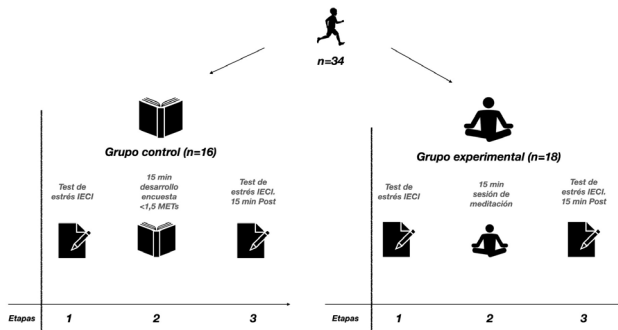 n=34
Grupo control (n=16)
Test de
estrés IECI
15 min
desarrollo
encuesta
<1,5 METs
Test de
estrés IECI.
15 min Post
Etapas 1 2 3
Grupo experimental (n=18)
Test de
estrés IECI
15 min
sesión de
meditación
Test de
estrés IECI.
15 min Post
Etapas 1 2 3